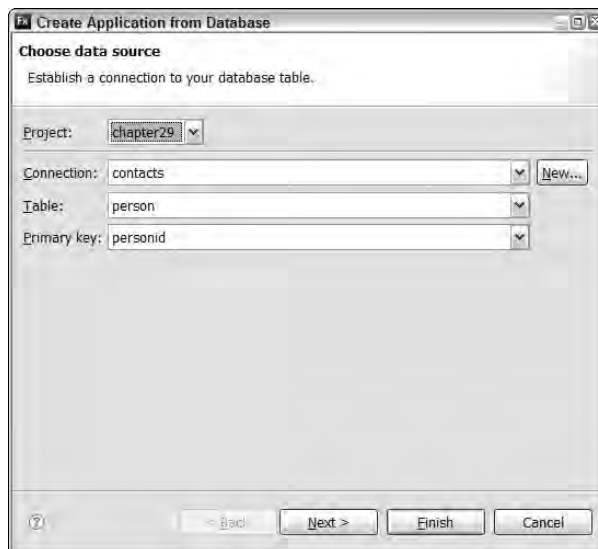 Fx Create Application from Database
Choose data source
Establish a connection to your database table.
Project: chapter29
Connection: contacts New...
Table: person
Primary key: personid
? < Back Next > Finish Cancel